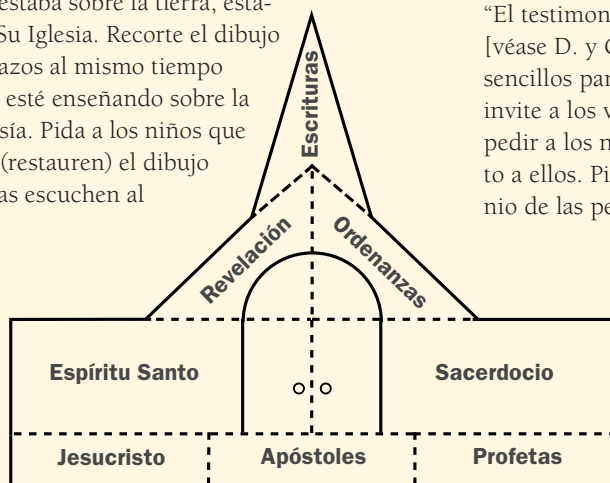 estaba sobre la tierra, esta-
Su Iglesia. Recorte el dibujo
azos al mismo tiempo
esté enseñando sobre la
sía. Pida a los niños que
(restauren) el dibujo
as escuchen al
“El testimon
[véase D. y C
sencillos par
invite a los v
pedir a los n
to a ellos. Pi
nio de las pe
Escrituras
Revelación
Ordenanzas
Espíritu Santo
Sacerdocio
Jesucristo
Apóstoles
Profetas